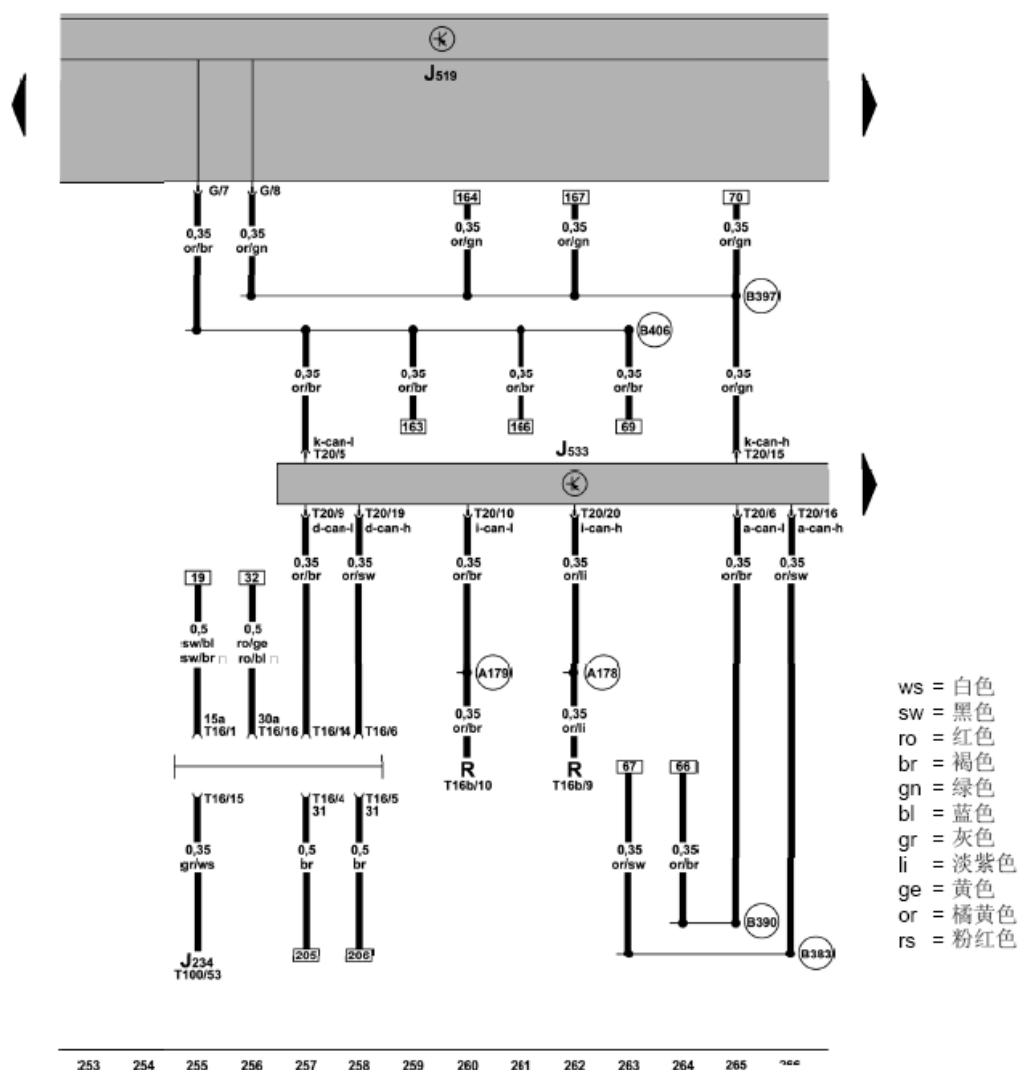 J519
G/7 G/8
164 167 70
0,35 0,35 0,35 0,35 0,35
or/br or/gn or/gn or/gn or/gn
B397
B406
0,35 0,35 0,35 0,35 0,35
or/br or/br or/br or/br or/gn
163 166 69
k-can-l k-can-h
T20/5 T20/15
J533
T20/9 T20/19 T20/10 T20/20 T20/6 T20/16
d-can-l d-can-h i-can-l i-can-h a-can-l a-can-h
0,35 0,35 0,35 0,35 0,35 0,35
or/br or/sw or/br or/li or/br or/sw
19 32
0,5 0,5
sw/bl ro/ge
sw/br ro/bl
A179 A178
15a 30a
T16/1 T16/16 T16/14 T16/6
0,35 0,35
or/br or/li
R R
T16b/10 T16b/9
67 66
T16/15 T16/4 T16/5
31 31
0,35 0,5 0,5 0,35 0,35
gr/ws br br or/sw or/br
B390
J234 205 206 B383
T100/53
ws = 白色
sw = 黑色
ro = 红色
br = 褐色
gn = 绿色
bl = 蓝色
gr = 灰色
li = 淡紫色
ge = 黄色
or = 橘黄色
rs = 粉红色
253 254 255 256 257 258 259 260 261 262 263 264 265